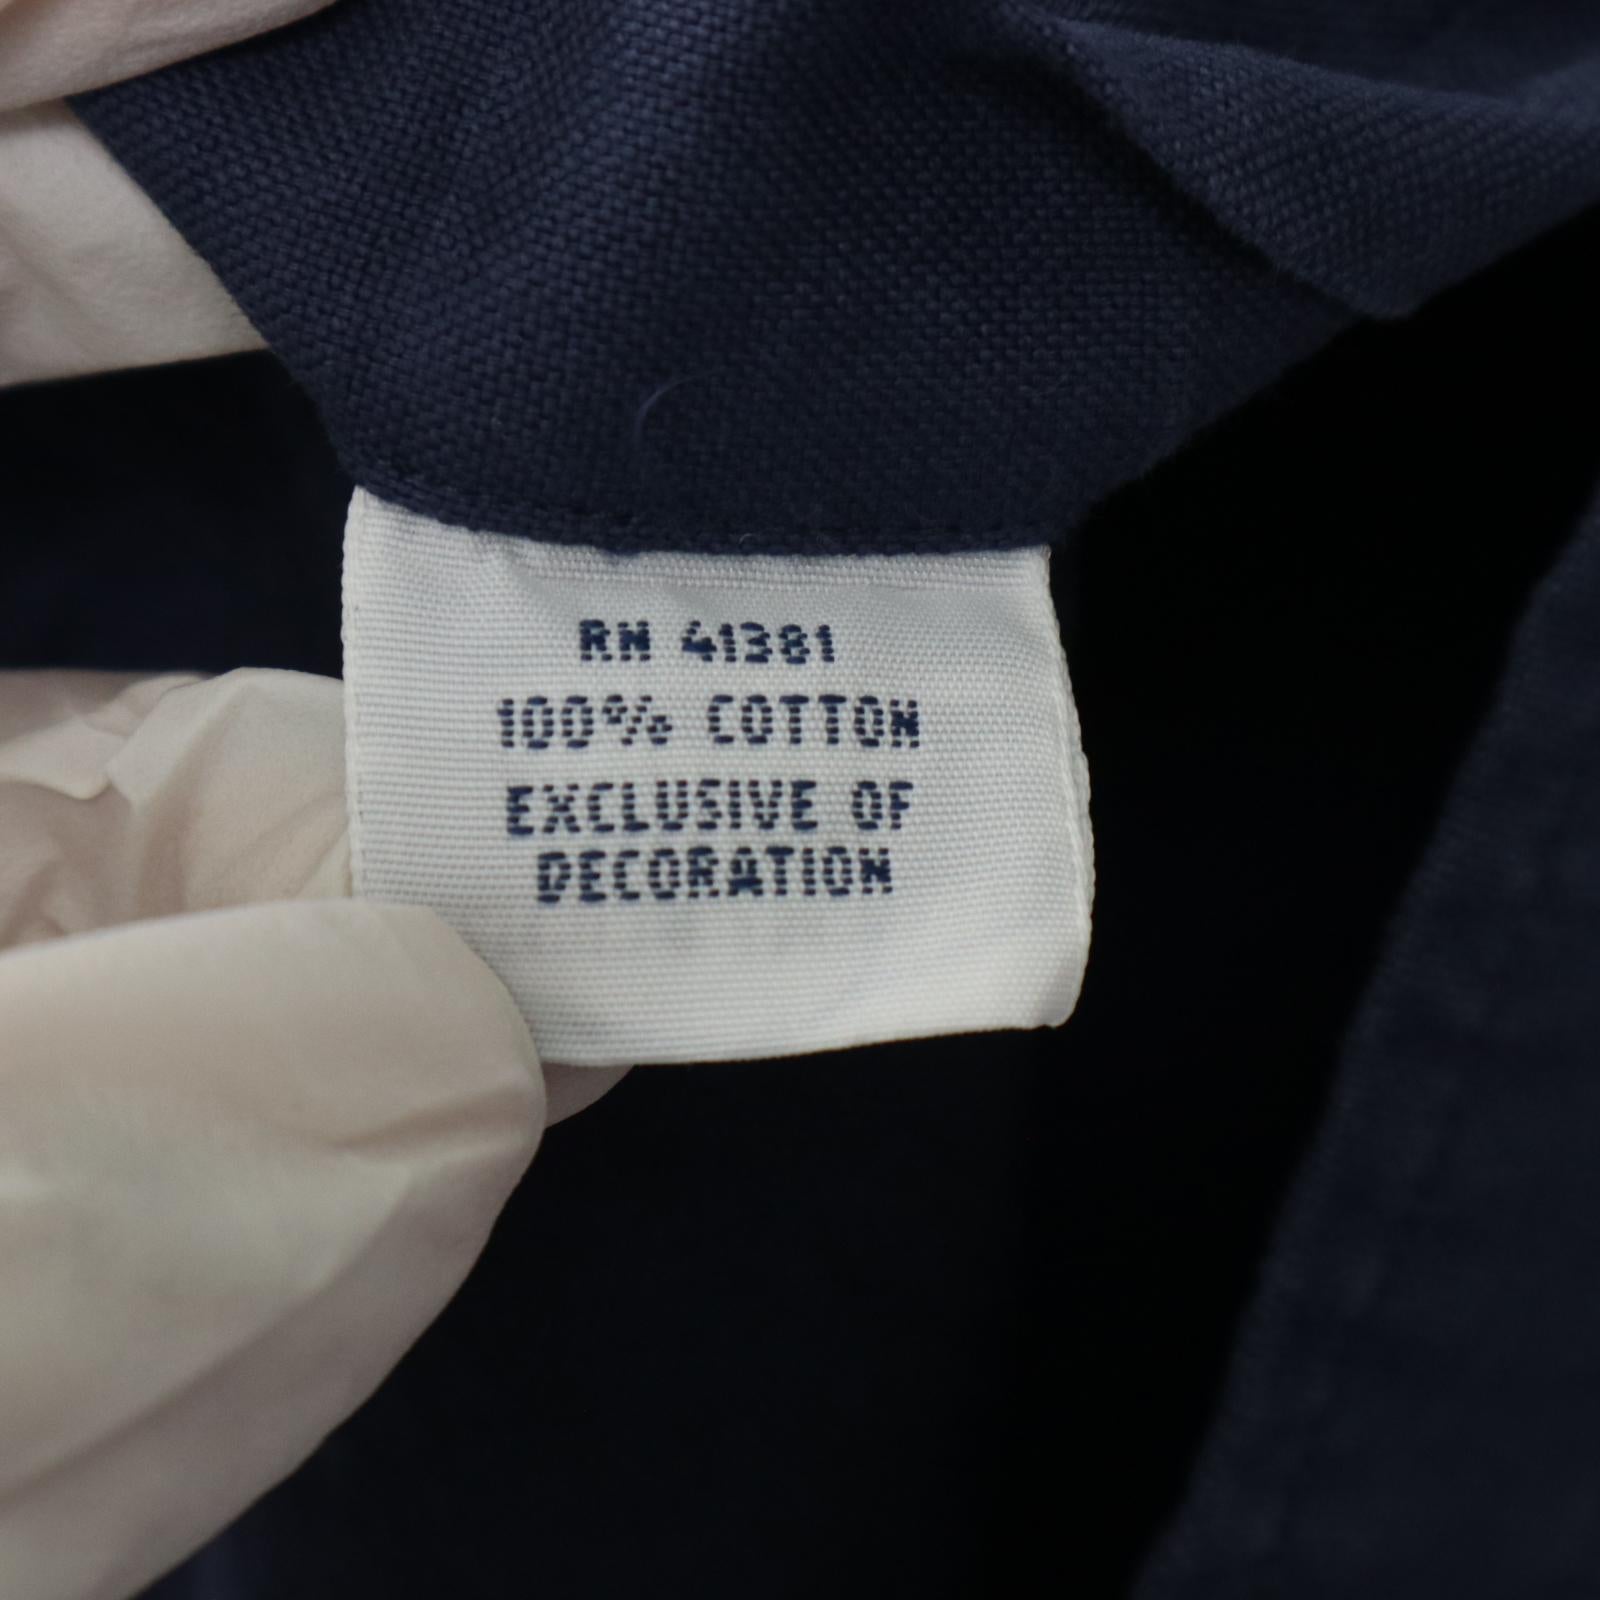 RN 41381
100% COTTON
EXCLUSIVE OF
DECORATION